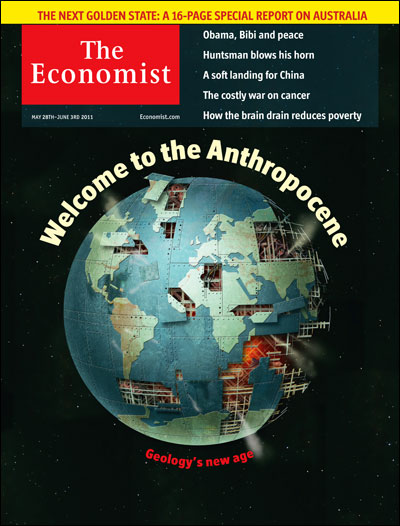 THE NEXT GOLDEN STATE: A 16-PAGE SPECIAL REPORT ON AUSTRALIA
The
Economist
MAY 28TH–JUNE 3RD 2011
Economist.com
Obama, Bibi and peace
Huntsman blows his horn
A soft landing for China
The costly war on cancer
How the brain drain reduces poverty
Welcome to the Anthropocene
Geology's new age